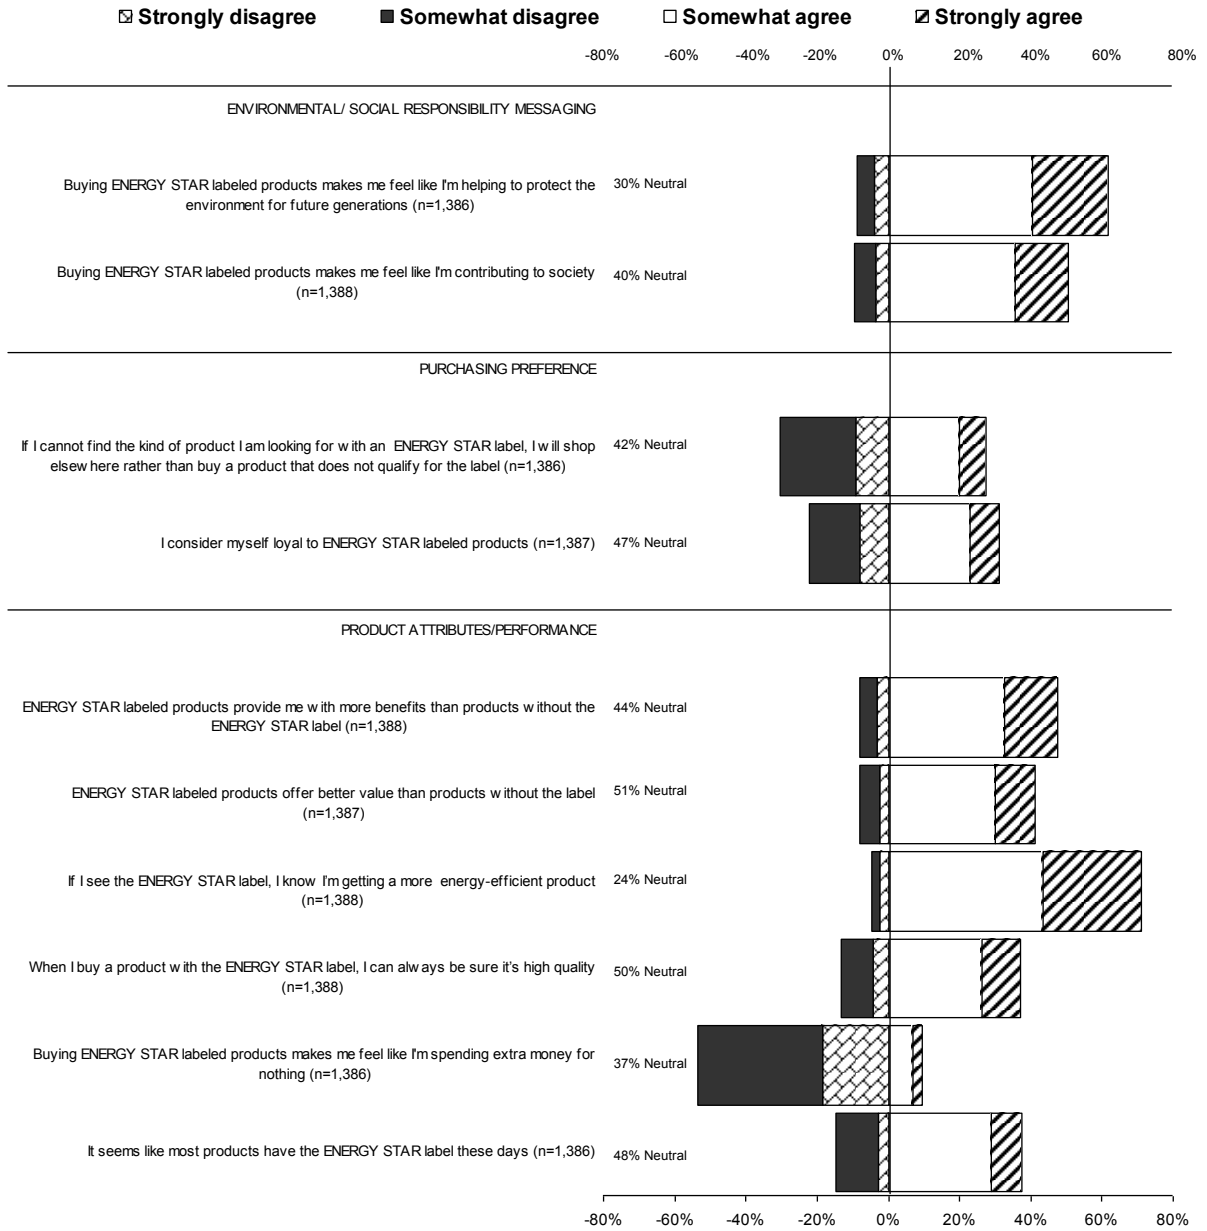 Strongly disagree Somewhat disagree Somewhat agree Strongly agree
-80% -60% -40% -20% 0% 20% 40% 60% 80%
ENVIRONMENTAL/ SOCIAL RESPONSIBILITY MESSAGING
Buying ENERGY STAR labeled products makes me feel like I'm helping to protect the
environment for future generations (n=1,386)
30% Neutral
Buying ENERGY STAR labeled products makes me feel like I'm contributing to society
(n=1,388)
40% Neutral
PURCHASING PREFERENCE
If I cannot find the kind of product I am looking for with an ENERGY STAR label, I will shop
elsewhere rather than buy a product that does not qualify for the label (n=1,386)
42% Neutral
I consider myself loyal to ENERGY STAR labeled products (n=1,387)
47% Neutral
PRODUCT ATTRIBUTES/PERFORMANCE
ENERGY STAR labeled products provide me with more benefits than products without the
ENERGY STAR label (n=1,388)
44% Neutral
ENERGY STAR labeled products offer better value than products without the label
(n=1,387)
51% Neutral
If I see the ENERGY STAR label, I know I'm getting a more energy-efficient product
(n=1,388)
24% Neutral
When I buy a product with the ENERGY STAR label, I can always be sure it's high quality
(n=1,388)
50% Neutral
Buying ENERGY STAR labeled products makes me feel like I'm spending extra money for
nothing (n=1,386)
37% Neutral
It seems like most products have the ENERGY STAR label these days (n=1,386)
48% Neutral
-80% -60% -40% -20% 0% 20% 40% 60% 80%